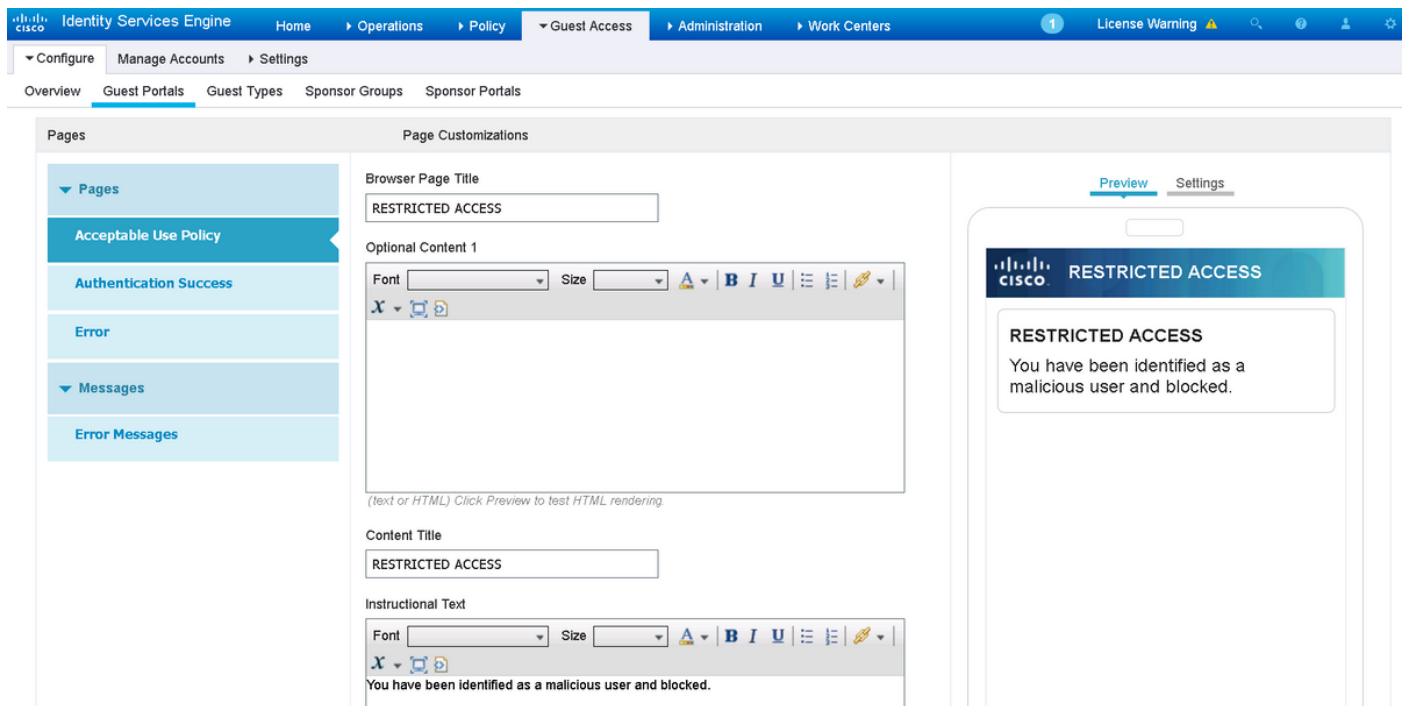 cisco Identity Services Engine Home Operations Policy Guest Access Administration Work Centers 1 License Warning
Configure Manage Accounts Settings
Overview Guest Portals Guest Types Sponsor Groups Sponsor Portals
Pages Page Customizations
Pages
Acceptable Use Policy
Authentication Success
Error
Messages
Error Messages
Browser Page Title
RESTRICTED ACCESS
Optional Content 1
Font Size A B I U
X
(text or HTML) Click Preview to test HTML rendering.
Content Title
RESTRICTED ACCESS
Instructional Text
Font Size A B I U
X
You have been identified as a malicious user and blocked.
Preview Settings
cisco. RESTRICTED ACCESS
RESTRICTED ACCESS
You have been identified as a
malicious user and blocked.